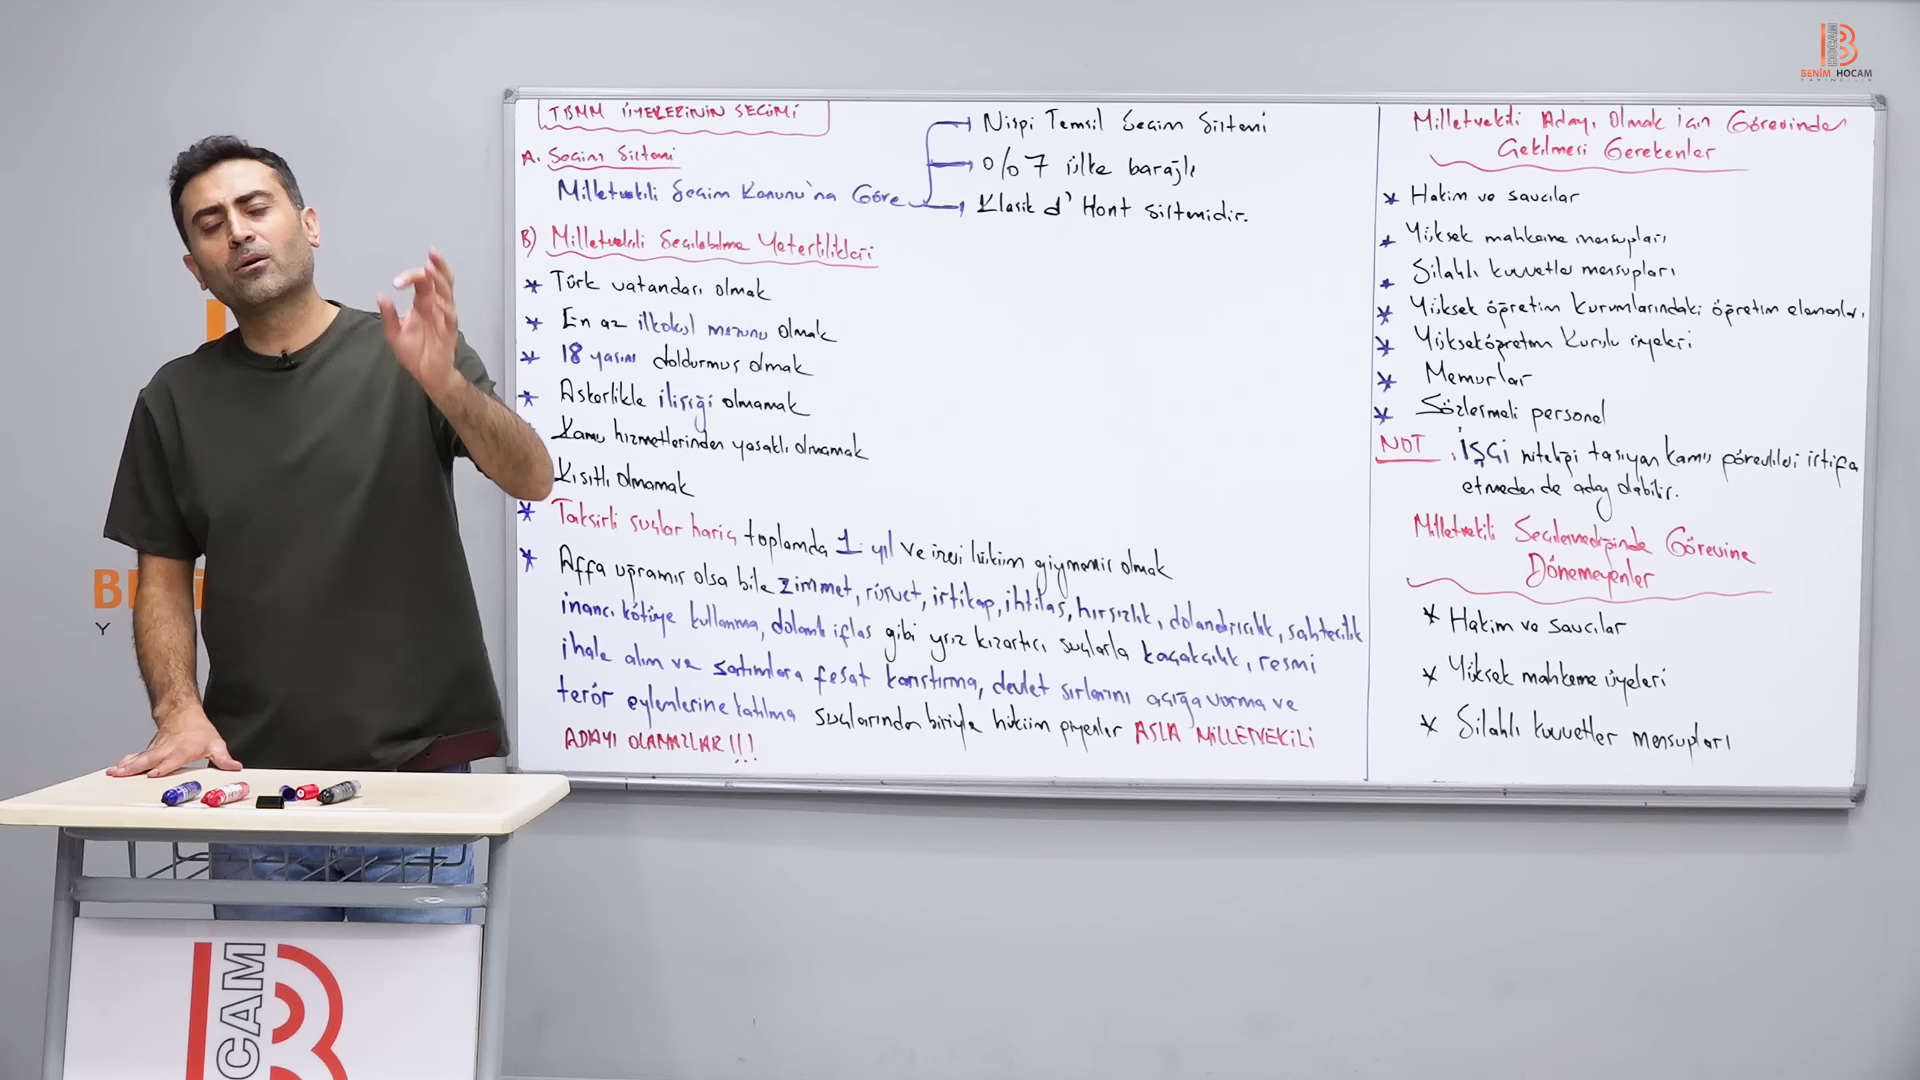 BENİM HOCAM
YAYINCILIK
TBMM ÜYELERİNİN SEÇİMİ
A. Seçim Sistemi
Milletvekili Seçim Kanunu'na Göre
Nispi Temsil Seçim Sistemi
%7 ülke barajlı
Klasik d'Hont sistemidir.
B) Milletvekili Seçilebilme Yeterlilikleri
* Türk vatandaşı olmak
* En az ilkokul mezunu olmak
* 18 yaşını doldurmuş olmak
* Askerlikle ilişiği olmamak
Kamu hizmetlerinden yasaklı olmamak
Kısıtlı olmamak
* Taksirli suçlar hariç toplamda 1 yıl ve üzeri hüküm giymemiş olmak
* Affa uğramış olsa bile zimmet, rüşvet, irtikap, ihtilas, hırsızlık, dolandırıcılık, sahtecilik
inancı kötüye kullanma, dolanlı iflas gibi yüz kızartıcı suçlarla kaçakçılık, resmi
ihale alım ve satımlara fesat karıştırma, devlet sırlarını açığa vurma ve
terör eylemlerine katılma suçlarından biriyle hüküm giyenler ASLA MİLLETVEKİLİ
ADAYI OLAMAZLAR!!!
Milletvekili Adayı Olmak İçin Görevinden
Çekilmesi Gerekenler
* Hakim ve savcılar
* Yüksek mahkeme mensupları
* Silahlı kuvvetler mensupları
* Yüksek öğretim kurumlarındaki öğretim elemanları
* Yükseköğretim Kurulu üyeleri
* Memurlar
* Sözleşmeli personel
NOT: İŞÇİ niteliği taşıyan kamu görevlileri istifa
etmeden de aday olabilir.
Milletvekili Seçilemediğinde Görevine
Dönemeyenler
* Hakim ve savcılar
* Yüksek mahkeme üyeleri
* Silahlı kuvvetler mensupları
CAM